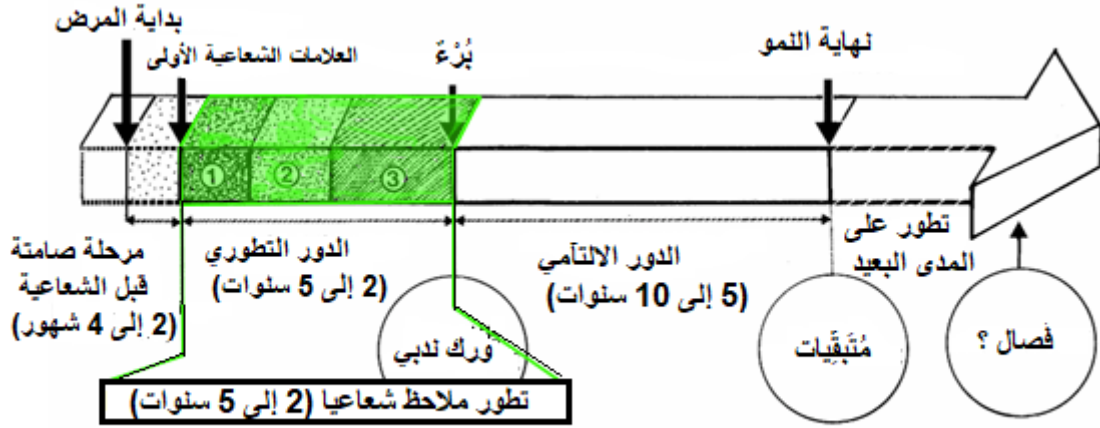 بداية المرض
العلامات الشعاعية الأولى
بُرْءٌ
نهاية النمو
①
②
③
مرحلة صامتة
قبل الشعاعية
(2 إلى 4 شهور)
الدور التطوري
(2 إلى 5 سنوات)
الدور الالتآمي
(5 إلى 10 سنوات)
تطور على
المدى البعيد
ورك ندبي
مُتَبقِّيات
فصال ؟
تطور ملاحظ شعاعيا (2 إلى 5 سنوات)